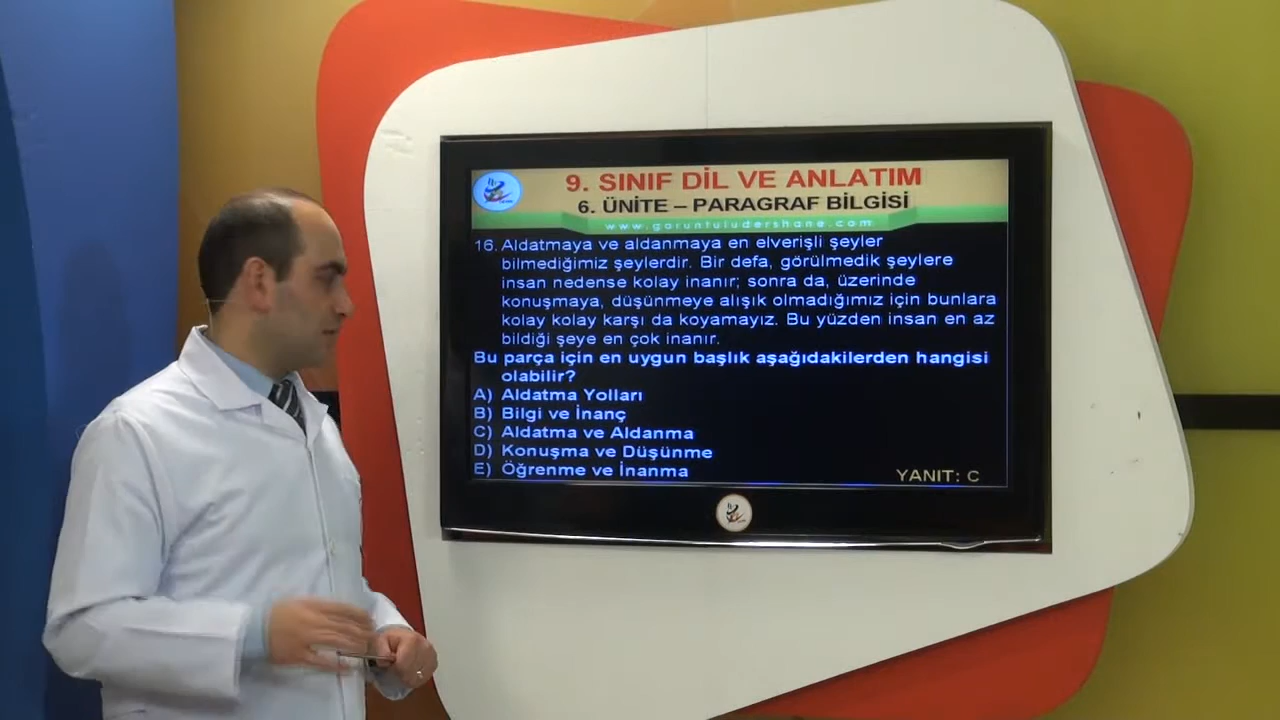 9. SINIF DİL VE ANLATIM
6. ÜNİTE – PARAGRAF BİLGİSİ
www.goruntuludershane.com
16. Aldatmaya ve aldanmaya en elverişli şeyler
bilmediğimiz şeylerdir. Bir defa, görülmedik şeylere
insan nedense kolay inanır; sonra da, üzerinde
konuşmaya, düşünmeye alışık olmadığımız için bunlara
kolay kolay karşı da koyamayız. Bu yüzden insan en az
bildiği şeye en çok inanır.
Bu parça için en uygun başlık aşağıdakilerden hangisi
olabilir?
A) Aldatma Yolları
B) Bilgi ve İnanç
C) Aldatma ve Aldanma
D) Konuşma ve Düşünme
E) Öğrenme ve İnanma
YANIT: C